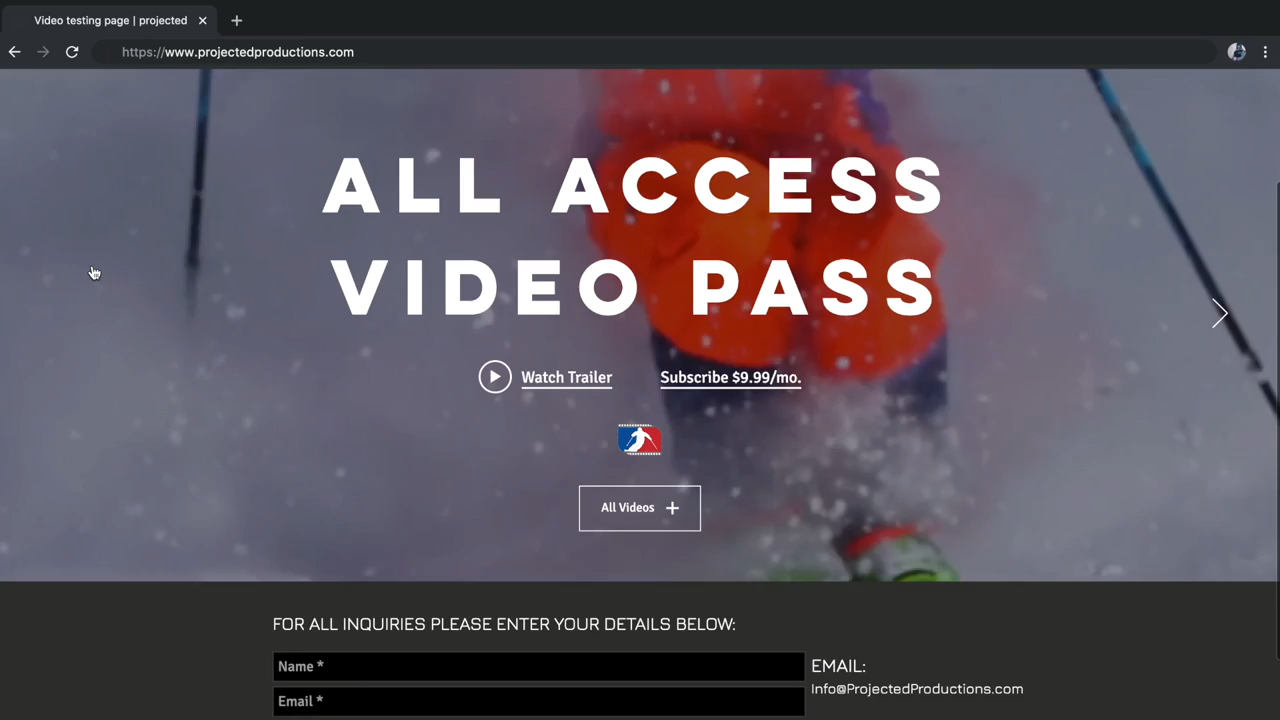 Video testing page | projected
https://www.projectedproductions.com
ALL ACCESS
VIDEO PASS
Watch Trailer
Subscribe $9.99/mo.
All Videos +
FOR ALL INQUIRIES PLEASE ENTER YOUR DETAILS BELOW:
Name *
EMAIL:
Info@ProjectedProductions.com
Email *